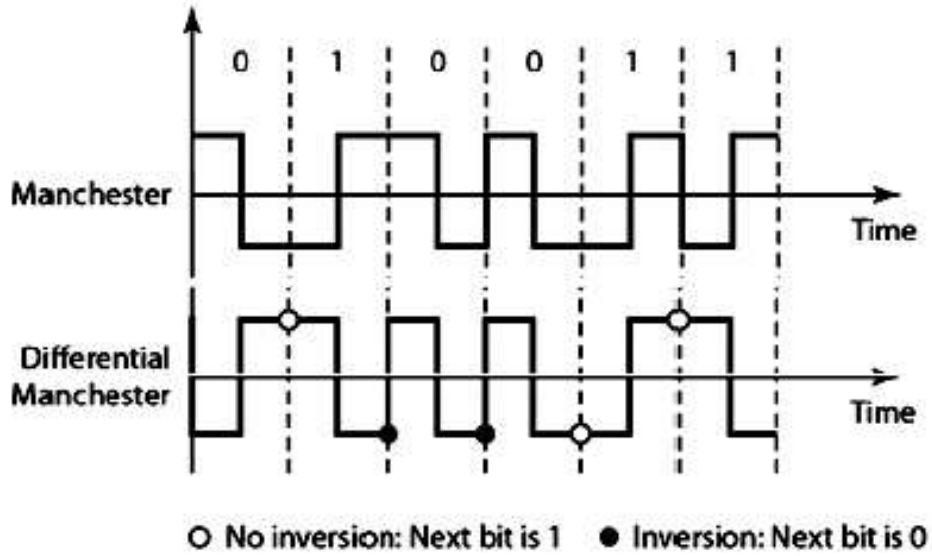 0 1 0 0 1 1
Manchester
Time
Differential
Manchester
Time
No inversion: Next bit is 1 Inversion: Next bit is 0